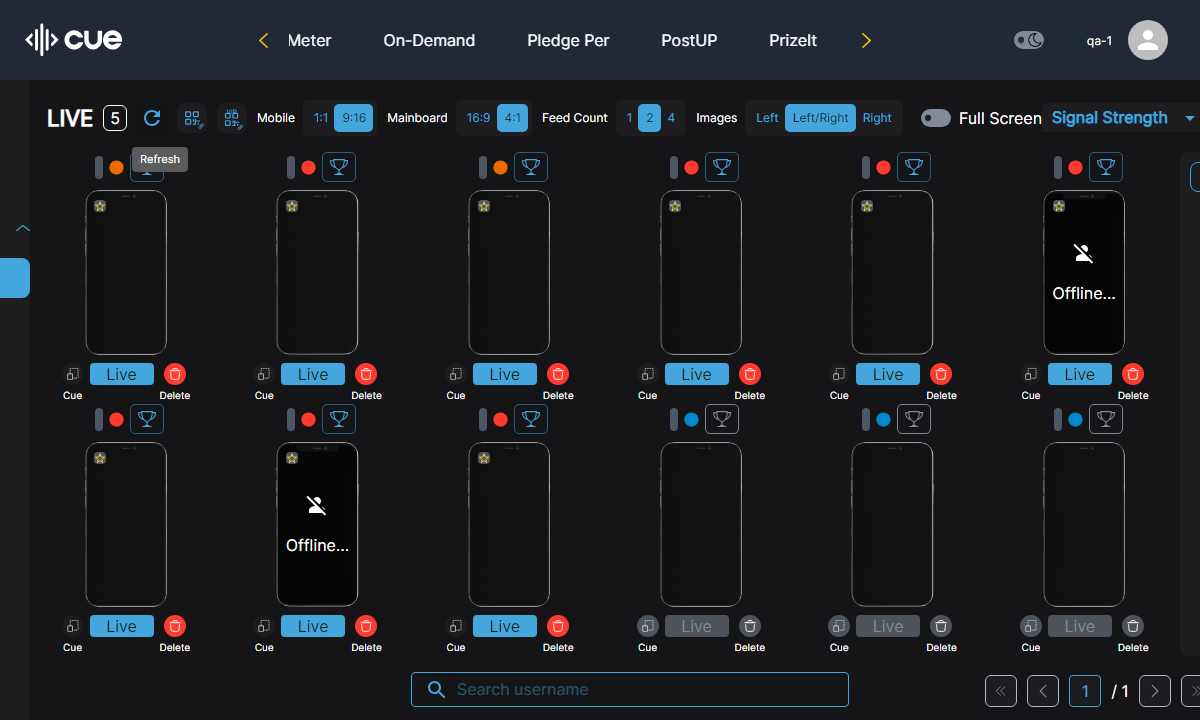 cue
Meter On-Demand Pledge Per PostUP PrizeIt
qa-1
LIVE 5 Mobile 1:1 9:16 Mainboard 16:9 4:1 Feed Count 1 2 4 Images Left Left/Right Right Full Screen Signal Strength
Refresh
Offline...
Live Live Live Live Live Live
Cue Delete Cue Delete Cue Delete Cue Delete Cue Delete Cue Delete
Offline...
Live Live Live Live Live Live
Cue Delete Cue Delete Cue Delete Cue Delete Cue Delete Cue Delete
Search username
1 / 1